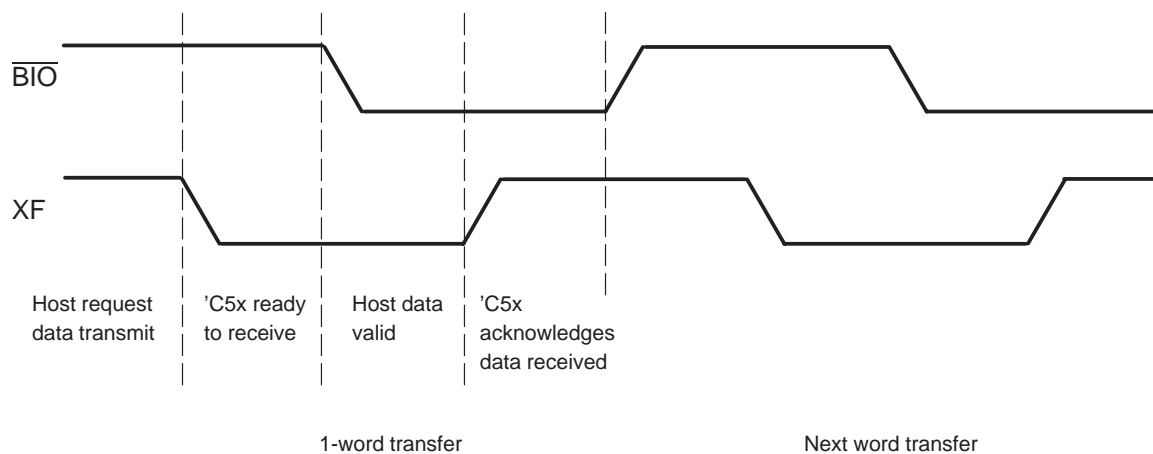 BIO
XF
Host request
data transmit
’C5x ready
to receive
Host data
valid
’C5x
acknowledges
data received
1-word transfer
Next word transfer